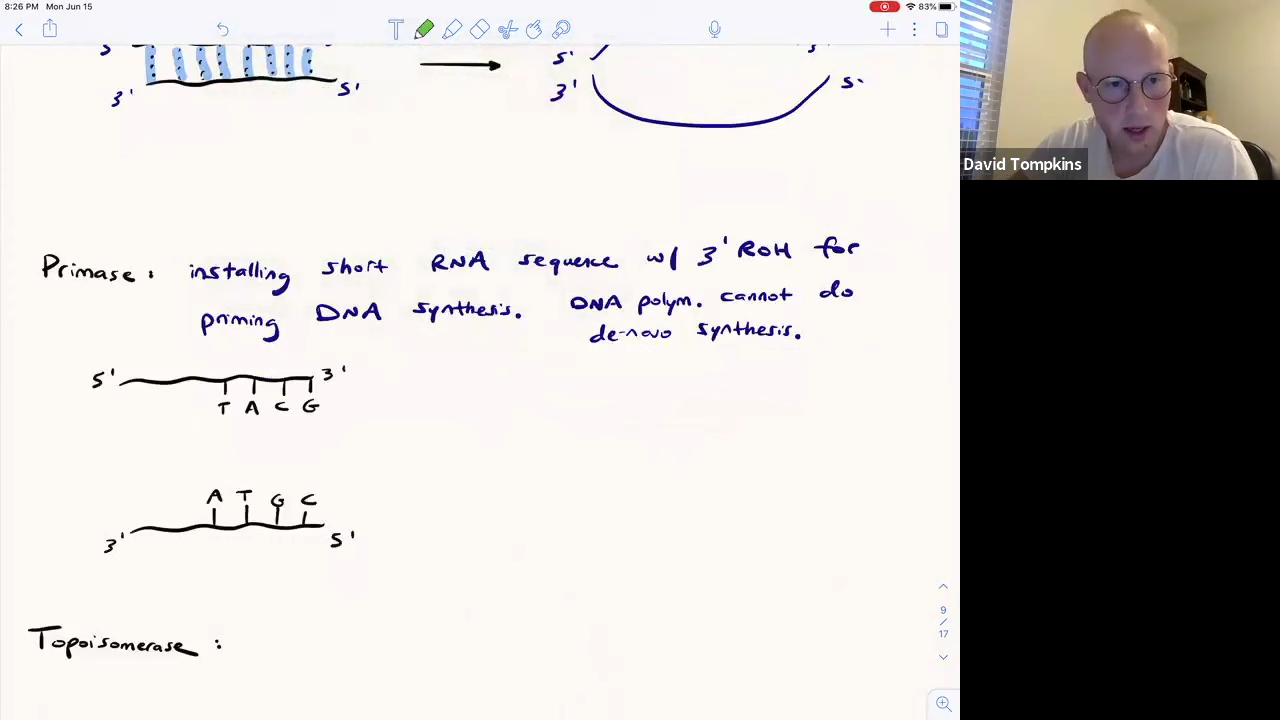 8:26 PM Mon Jun 15
83%
T
5' 3'
3' 5' 5'
3' 5'
David Tompkins
Primase: installing short RNA sequence w/ 3' ROH for
priming DNA synthesis. DNA polym. cannot do
de-novo synthesis.
5' 3'
T A C G
A T G C
3' 5'
9
/
17
Topoisomerase :